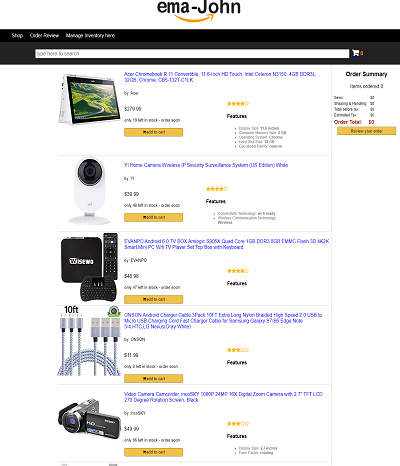 ema-John
Shop Order Review Manage Inventory here
type here to search
0
Acer Chromebook R 11 Convertible, 11.6-Inch HD Touch, Intel Celeron N3150, 4GB DDR3L,
32GB, Chrome, CB5-132T-C1LK
by: Acer
$279.99
only 19 left in stock - order soon
add to cart
Features
Display Size: 11.6 inches
Computer Memory Size: 4 GB
Operating System: Chrome
Hard Disk Size: 32 GB
Cpu Model Family: celeron
Order Summary
Items ordered:0
Items: $0
Shipping & Handling $0
Total before tax: $0
Estimated Tax: $0
Order Total: $0
Review your order
YI Home Camera Wireless IP Security Surveillance System (US Edition) White
by: YI
$39.99
only 48 left in stock - order soon
add to cart
Features
Connectivity Technology: wi fi ready
Wireless Communication Technology:
Wireless
WISEWO
EVANPO Android 6.0 TV BOX Amlogic S905X Quad Core 1GB DDR3 8GB EMMC Flash 3D 4K2K
Smart Mini PC Wifi TV Player Set Top Box with Keyboard
by: EVANPO
$48.98
only 47 left in stock - order soon
add to cart
Features
10ft
ONSON Android Charger Cable,3Pack 10FT Extra Long Nylon Braided High Speed 2.0 USB to
Micro USB Charging Cord Fast Charger Cable for Samsung Galaxy S7/S6 Edge,Note
5/4,HTC,LG,Nexus(Gray White)
by: ONSON
$11.99
only 3 left in stock - order soon
add to cart
Features
HD
Video Camera Camcorder, incoSKY 1080P 24MP 16X Digital Zoom Camera with 2.7" TFT LCD
270 Degree Rotation Screen, Black
by: incoSKY
$49.99
only 96 left in stock - order soon
add to cart
Features
Display Size: 2.7 inches
Form Factor: rotating